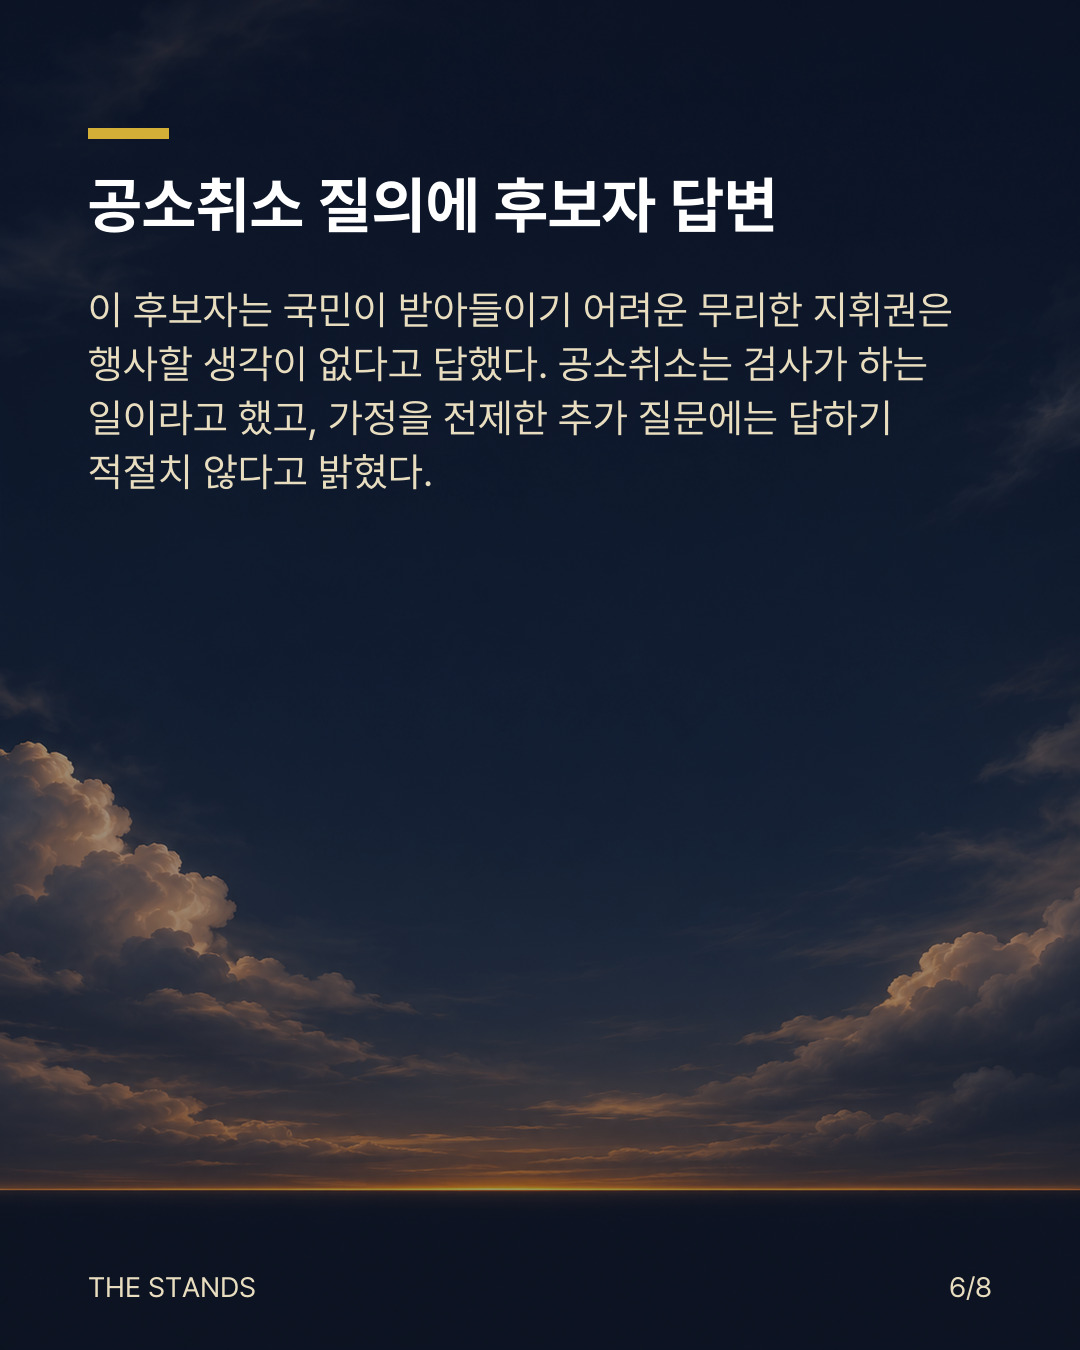 공소취소 질의에 후보자 답변
이 후보자는 국민이 받아들이기 어려운 무리한 지휘권은
행사할 생각이 없다고 답했다. 공소취소는 검사가 하는
일이라고 했고, 가정을 전제한 추가 질문에는 답하기
적절치 않다고 밝혔다.
THE STANDS
6/8